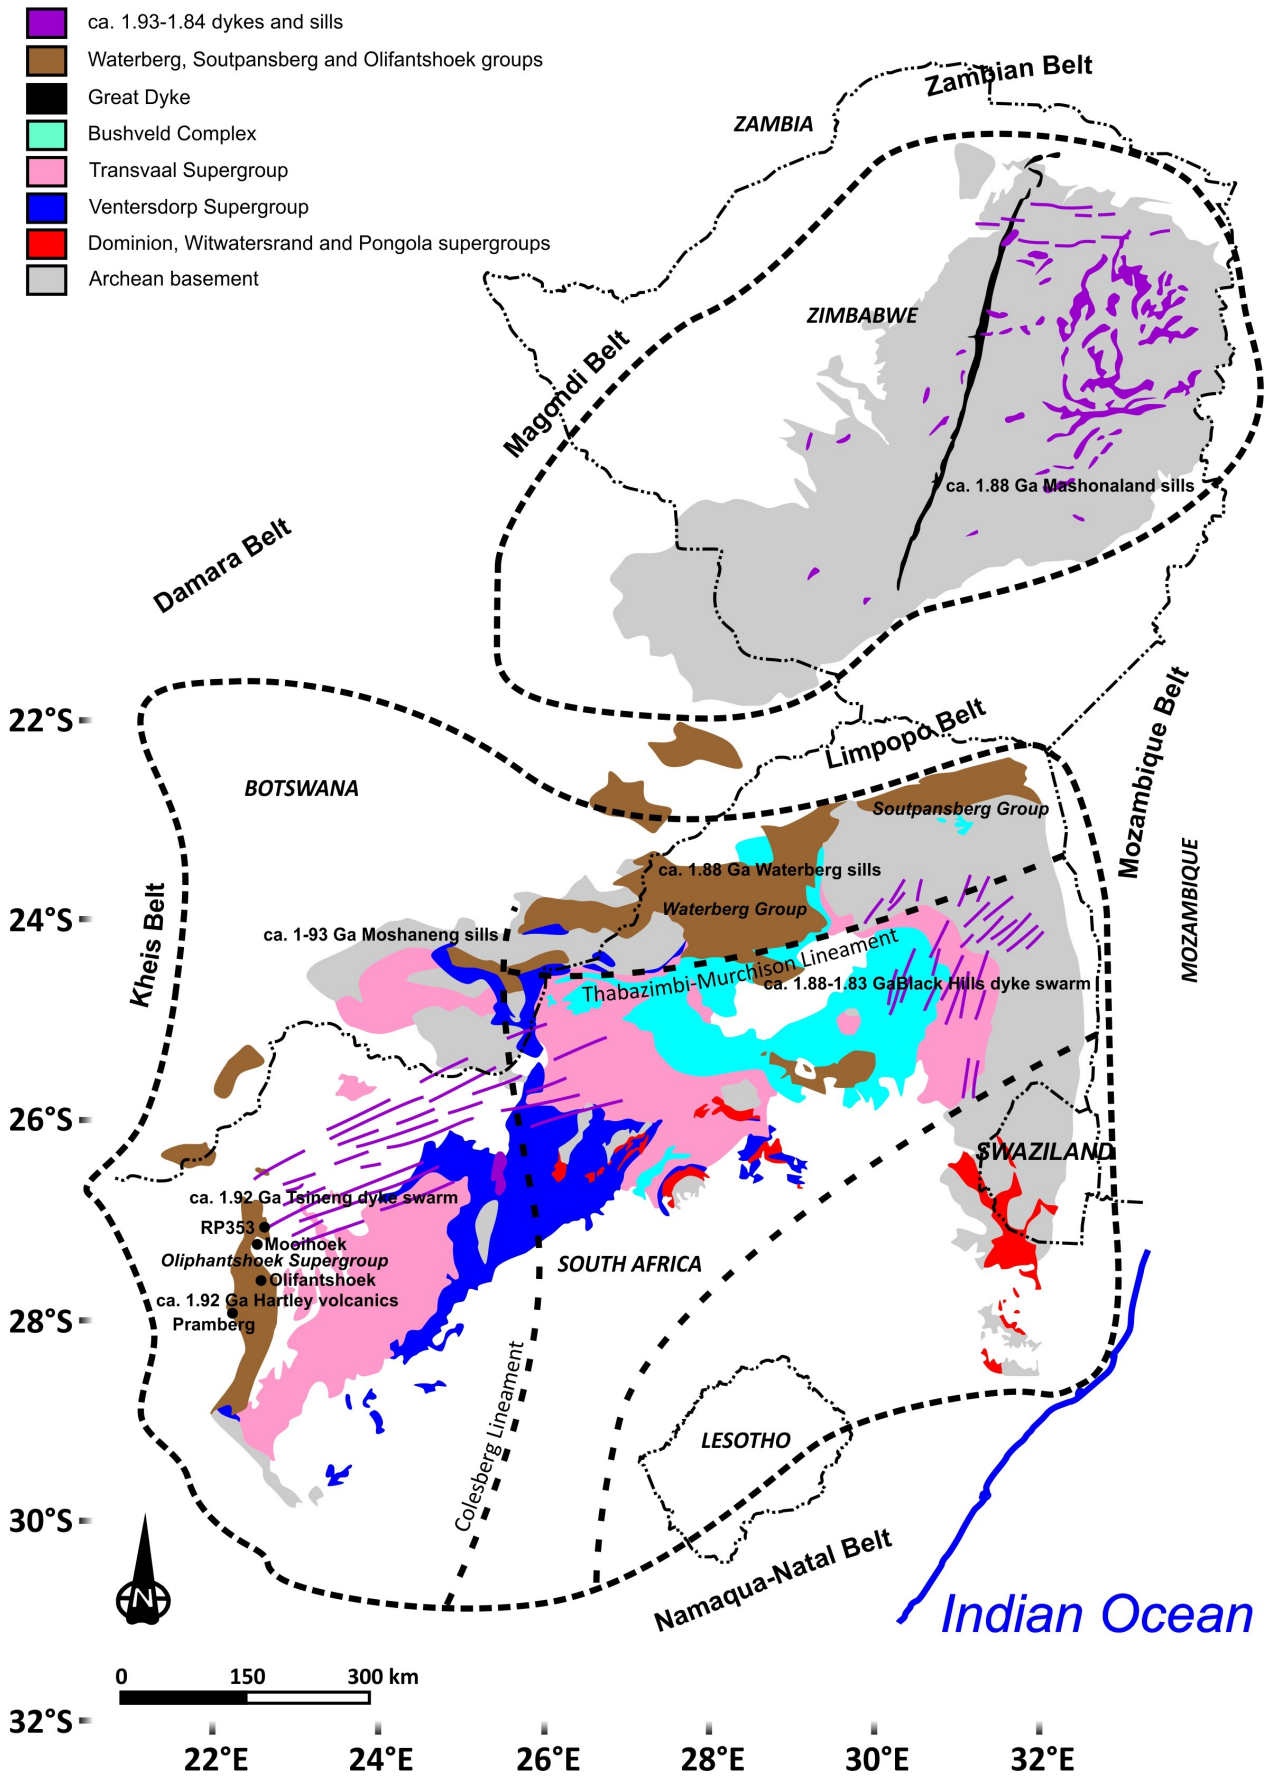 ca. 1.93-1.84 dykes and sills
Waterberg, Soutpansberg and Olifantshoek groups
Great Dyke
Bushveld Complex
Transvaal Supergroup
Ventersdorp Supergroup
Dominion, Witwatersrand and Pongola supergroups
Archean basement
Zambian Belt
ZAMBIA
ZIMBABWE
Magondi Belt
ca. 1.88 Ga Mashonaland sills
Damara Belt
22°S
Limpopo Belt
Mozambique Belt
BOTSWANA
Soutpansberg Group
MOZAMBIQUE
ca. 1.88 Ga Waterberg sills
Kheis Belt
24°S
Waterberg Group
ca. 1-93 Ga Moshaneng sills
Thabazimbi-Murchison Lineament
ca. 1.88-1.83 GaBlack Hills dyke swarm
26°S
SWAZILAND
ca. 1.92 Ga Tsineng dyke swarm
RP353
Mooihoek
Oliphantshoek Supergroup
SOUTH AFRICA
Olifantshoek
ca. 1.92 Ga Hartley volcanics
28°S
Pramberg
Colesberg Lineament
LESOTHO
30°S
N
Namaqua-Natal Belt
Indian Ocean
0 150 300 km
32°S
22°E 24°E 26°E 28°E 30°E 32°E